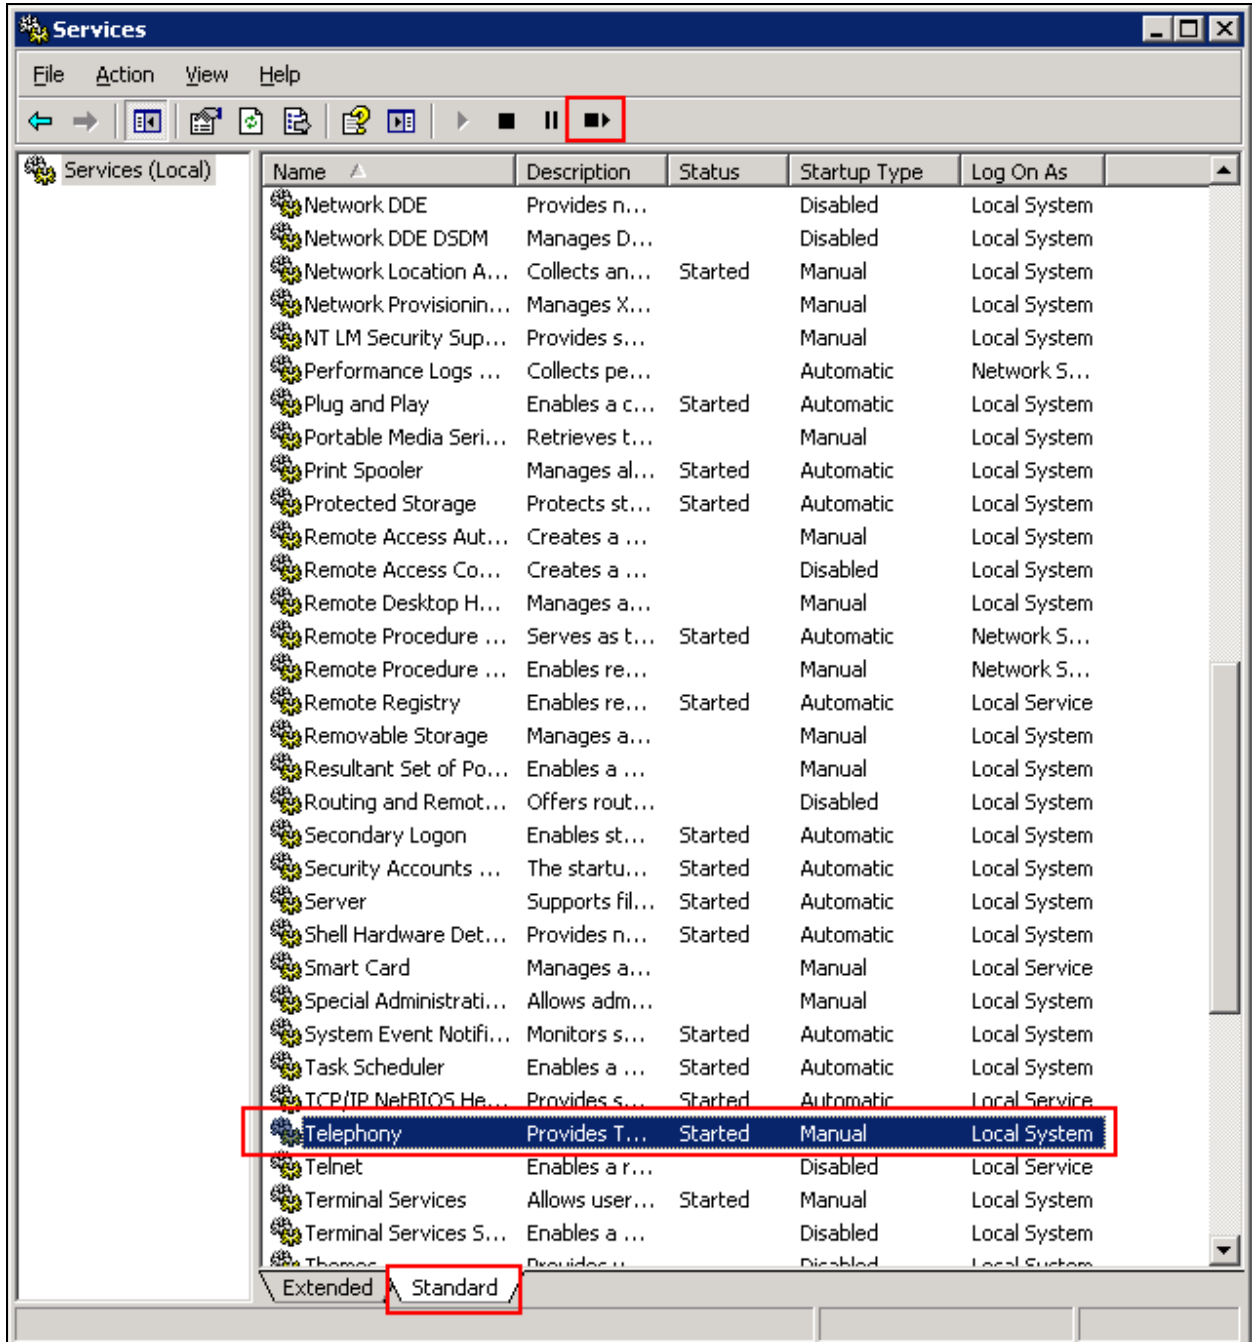 Services
File Action View Help
Services (Local)
Name Description Status Startup Type Log On As
Network DDE Provides n... Disabled Local System
Network DDE DSDM Manages D... Disabled Local System
Network Location A... Collects an... Started Manual Local System
Network Provisionin... Manages X... Manual Local System
NT LM Security Sup... Provides s... Manual Local System
Performance Logs ... Collects pe... Automatic Network S...
Plug and Play Enables a c... Started Automatic Local System
Portable Media Seri... Retrieves t... Manual Local System
Print Spooler Manages al... Started Automatic Local System
Protected Storage Protects st... Started Automatic Local System
Remote Access Aut... Creates a ... Manual Local System
Remote Access Co... Creates a ... Disabled Local System
Remote Desktop H... Manages a... Manual Local System
Remote Procedure ... Serves as t... Started Automatic Network S...
Remote Procedure ... Enables re... Manual Network S...
Remote Registry Enables re... Started Automatic Local Service
Removable Storage Manages a... Manual Local System
Resultant Set of Po... Enables a ... Manual Local System
Routing and Remot... Offers rout... Disabled Local System
Secondary Logon Enables st... Started Automatic Local System
Security Accounts ... The startu... Started Automatic Local System
Server Supports fil... Started Automatic Local System
Shell Hardware Det... Provides n... Started Automatic Local System
Smart Card Manages a... Manual Local Service
Special Administrati... Allows adm... Manual Local System
System Event Notifi... Monitors s... Started Automatic Local System
Task Scheduler Enables a ... Started Automatic Local System
TCP/IP NetBIOS He... Provides s... Started Automatic Local Service
Telephony Provides T... Started Manual Local System
Telnet Enables a r... Disabled Local Service
Terminal Services Allows user... Started Manual Local System
Terminal Services S... Enables a ... Disabled Local System
Themes Provides u... Disabled Local System
Extended Standard